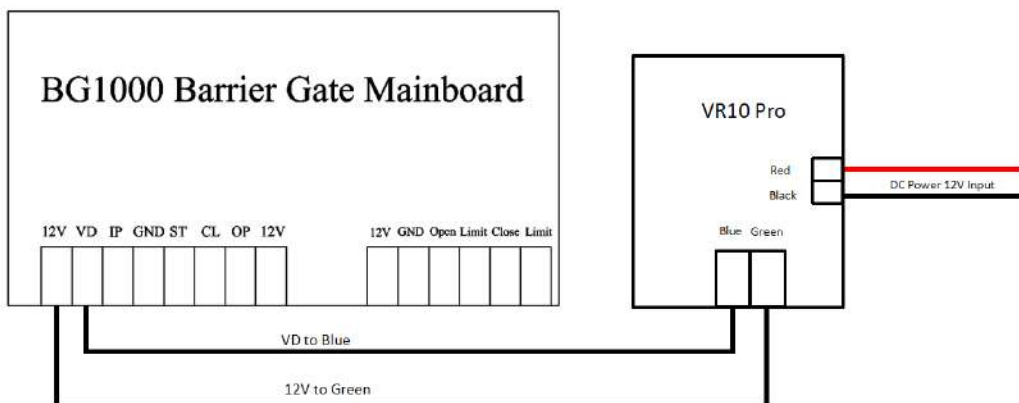 BG1000 Barrier Gate Mainboard
12V VD IP GND ST CL OP 12V
12V GND Open Limit Close Limit
VR10 Pro
Red
Black
DC Power 12V Input
Blue Green
VD to Blue
12V to Green